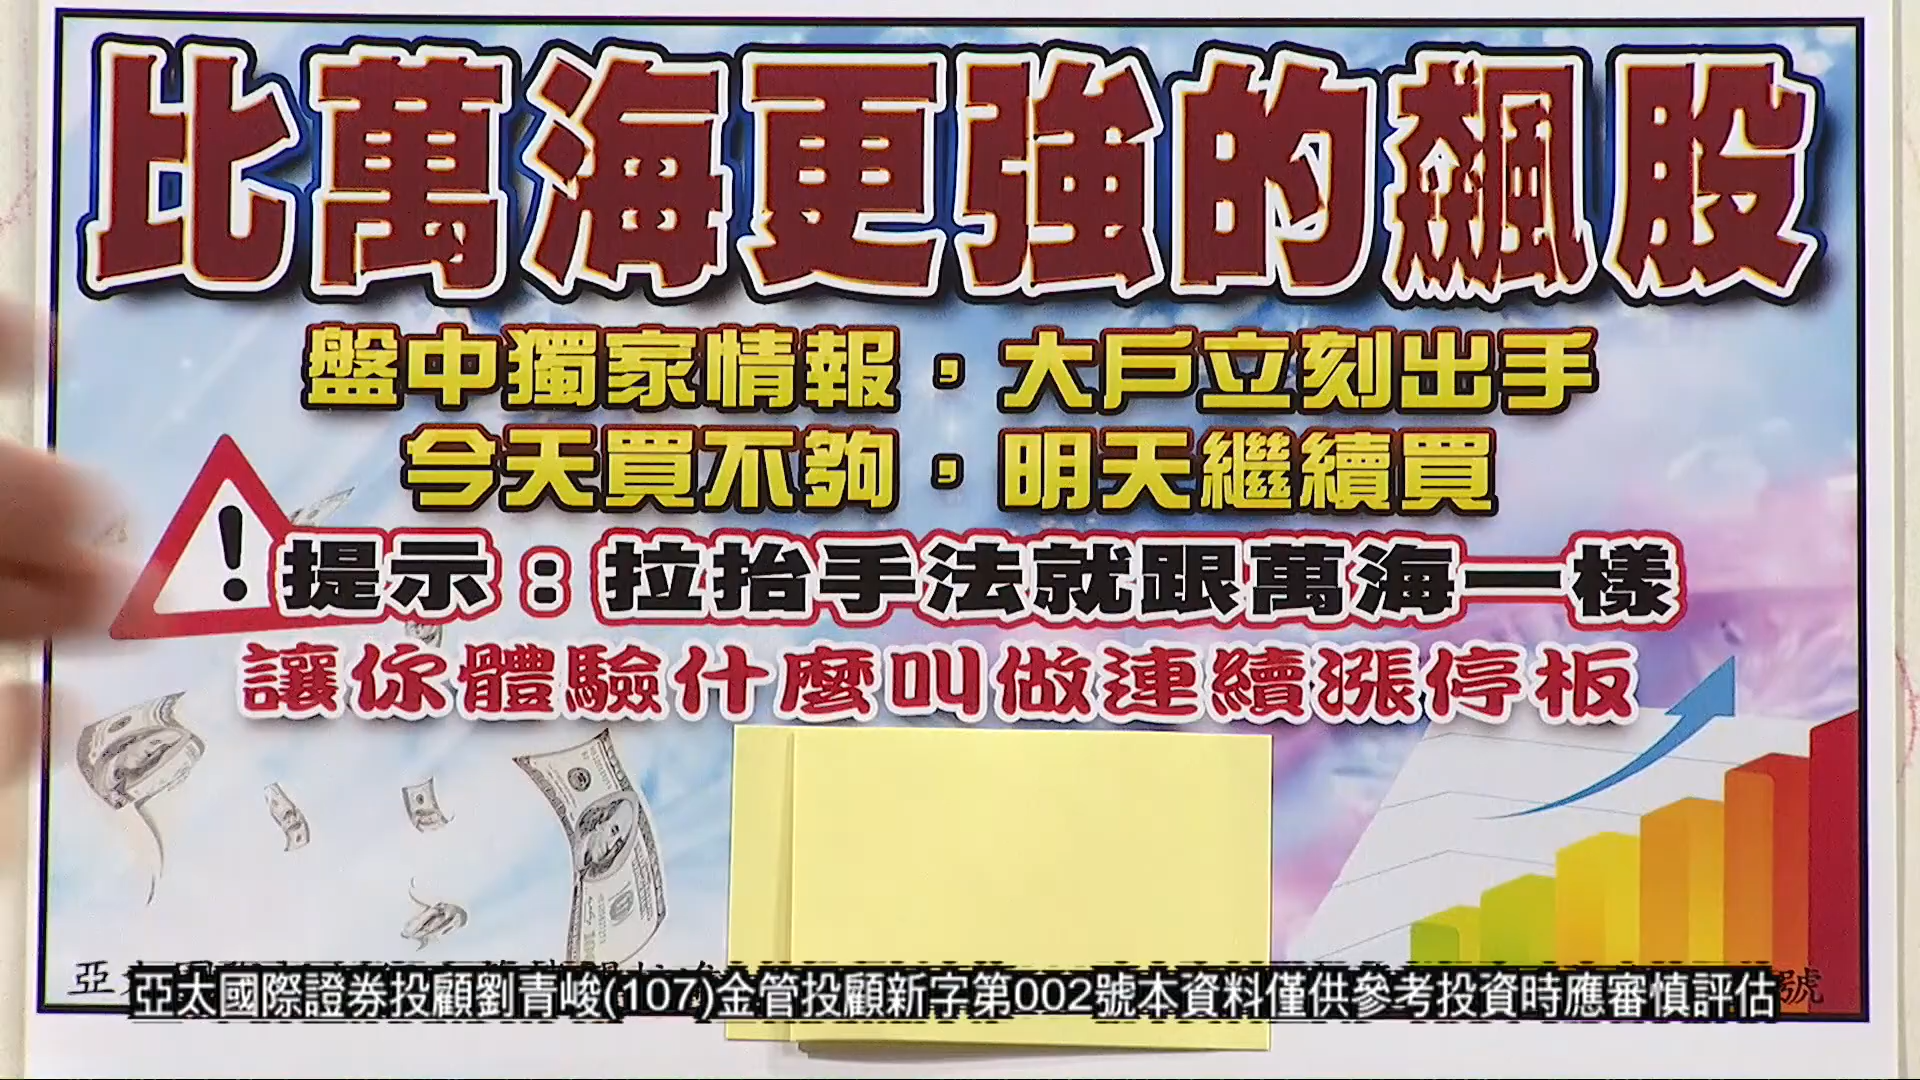 比萬海更強的飆股
盤中獨家情報，大戶立刻出手
今天買不夠，明天繼續買
!
提示：拉抬手法就跟萬海一樣
讓你體驗什麼叫做連續漲停板
亞
號
亞太國際證券投顧劉青峻(107)金管投顧新字第002號本資料僅供參考投資時應審慎評估